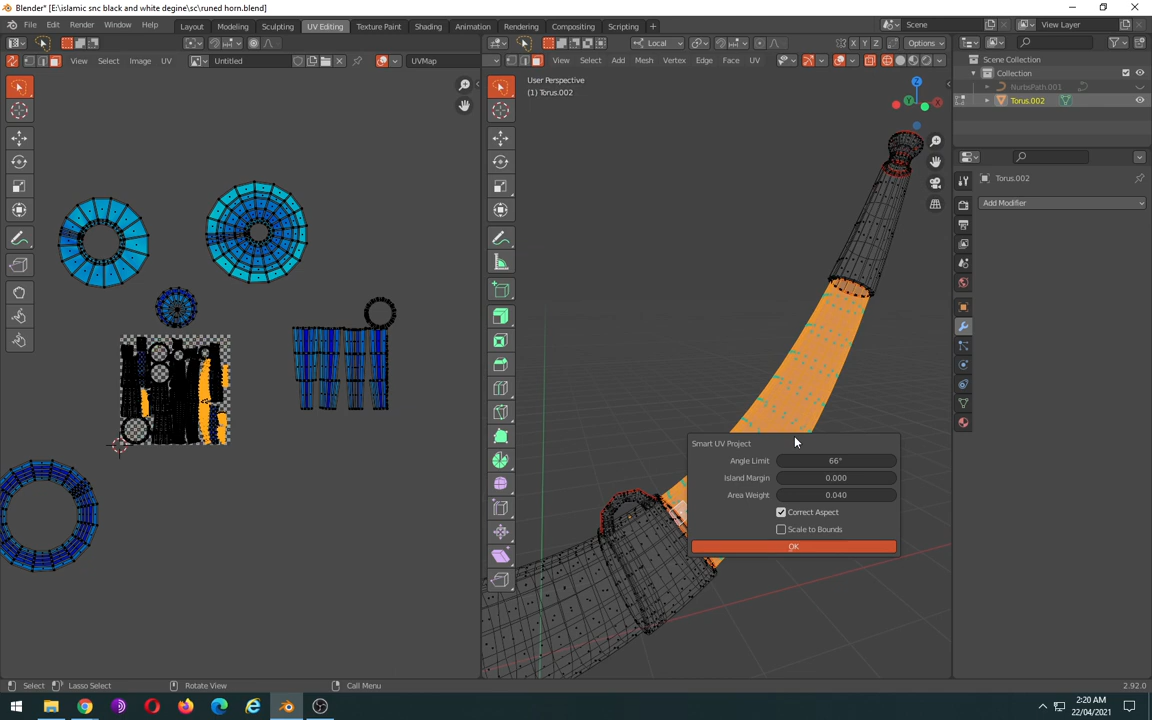 Blender* [E:\islamic snc black and white degine\sc\runed horn.blend]
File Edit Render Window Help
Layout Modeling Sculpting UV Editing Texture Paint Shading Animation Rendering Compositing Scripting +
Scene View Layer
Local X Y Z Options
View Select Image UV Untitled UVMap
View Select Add Mesh Vertex Edge Face UV
User Perspective
(1) Torus.002
Z
X
Y
Scene Collection
Collection
NurbsPath.001
Torus.002
Torus.002
Add Modifier
Smart UV Project
Angle Limit 66°
Island Margin 0.000
Area Weight 0.040
Correct Aspect
Scale to Bounds
OK
Select Lasso Select Rotate View Call Menu 2.92.0
2:20 AM
22/04/2021